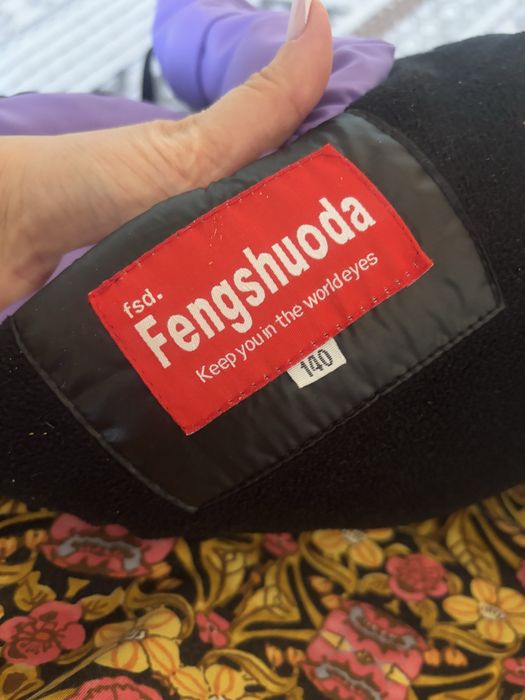 fsd.
Fengshuoda
Keep you in the world eyes
140